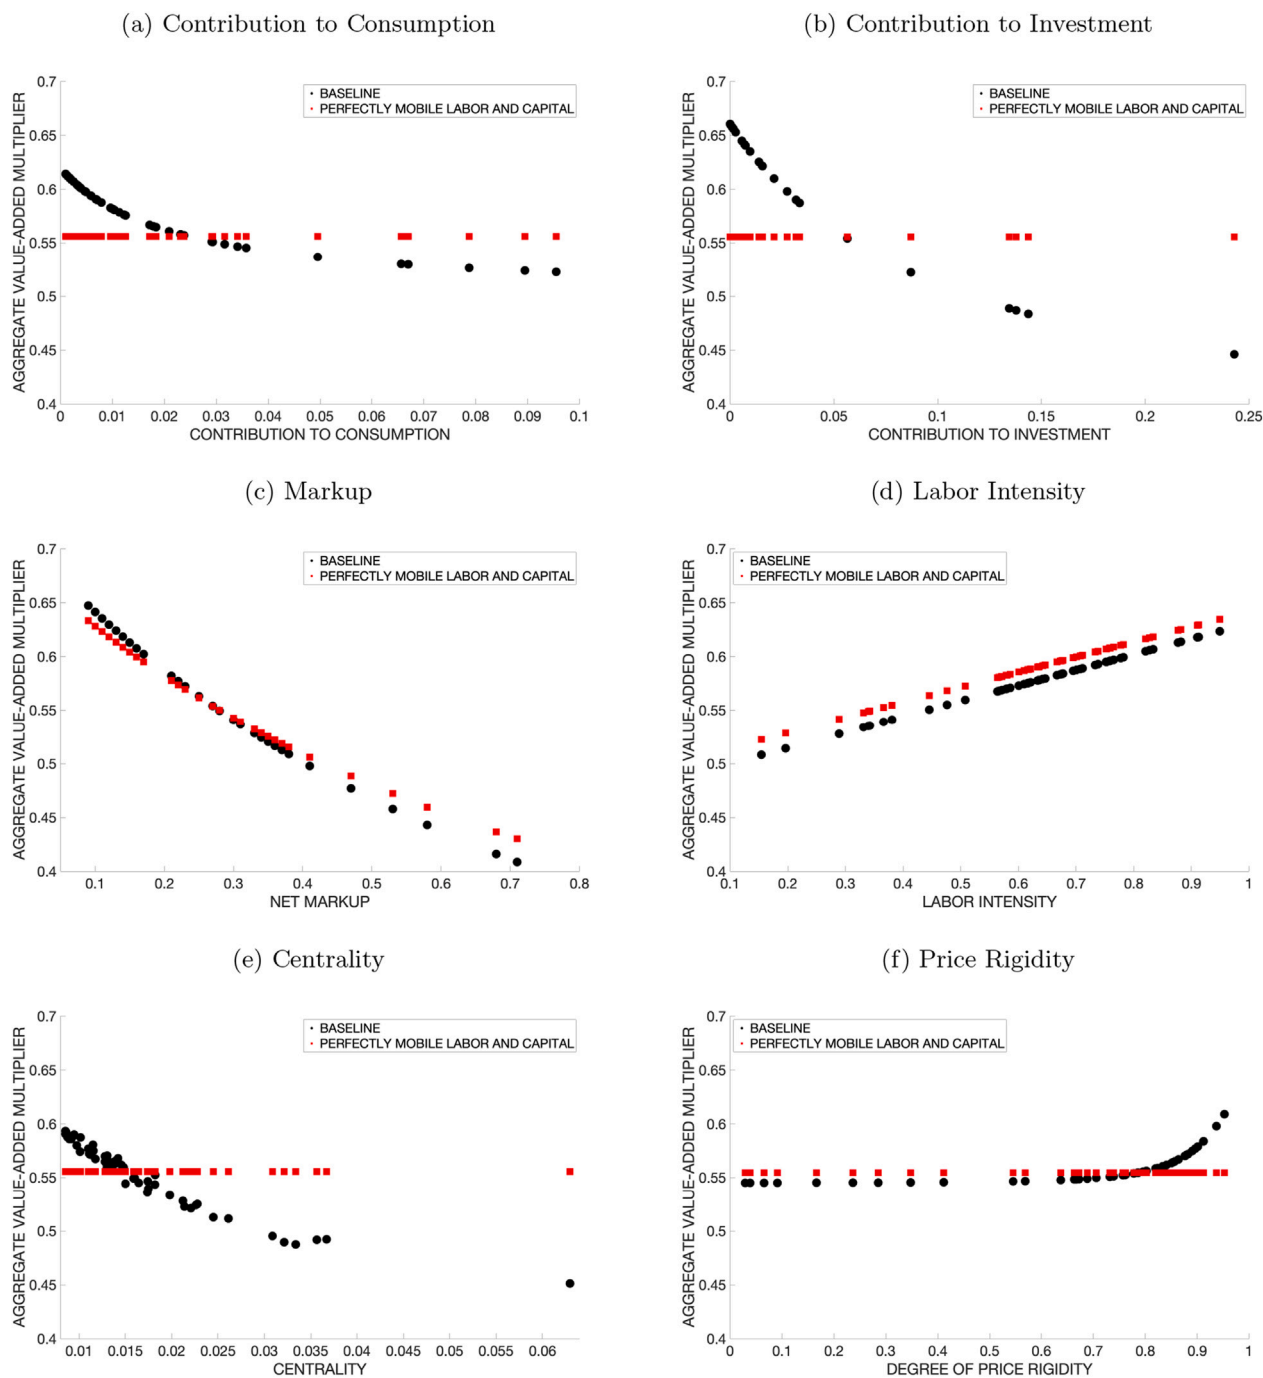 (a) Contribution to Consumption
AGGREGATE VALUE-ADDED MULTIPLIER
0.7
0.65
0.6
0.55
0.5
0.45
0.4
BASELINE
PERFECTLY MOBILE LABOR AND CAPITAL
0 0.01 0.02 0.03 0.04 0.05 0.06 0.07 0.08 0.09 0.1
CONTRIBUTION TO CONSUMPTION
(b) Contribution to Investment
AGGREGATE VALUE-ADDED MULTIPLIER
0.7
0.65
0.6
0.55
0.5
0.45
0.4
BASELINE
PERFECTLY MOBILE LABOR AND CAPITAL
0 0.05 0.1 0.15 0.2 0.25
CONTRIBUTION TO INVESTMENT
(c) Markup
AGGREGATE VALUE-ADDED MULTIPLIER
0.7
0.65
0.6
0.55
0.5
0.45
0.4
BASELINE
PERFECTLY MOBILE LABOR AND CAPITAL
0.1 0.2 0.3 0.4 0.5 0.6 0.7 0.8
NET MARKUP
(d) Labor Intensity
AGGREGATE VALUE-ADDED MULTIPLIER
0.7
0.65
0.6
0.55
0.5
0.45
0.4
BASELINE
PERFECTLY MOBILE LABOR AND CAPITAL
0.1 0.2 0.3 0.4 0.5 0.6 0.7 0.8 0.9 1
LABOR INTENSITY
(e) Centrality
AGGREGATE VALUE-ADDED MULTIPLIER
0.7
0.65
0.6
0.55
0.5
0.45
0.4
BASELINE
PERFECTLY MOBILE LABOR AND CAPITAL
0.01 0.015 0.02 0.025 0.03 0.035 0.04 0.045 0.05 0.055 0.06
CENTRALITY
(f) Price Rigidity
AGGREGATE VALUE-ADDED MULTIPLIER
0.7
0.65
0.6
0.55
0.5
0.45
0.4
BASELINE
PERFECTLY MOBILE LABOR AND CAPITAL
0 0.1 0.2 0.3 0.4 0.5 0.6 0.7 0.8 0.9 1
DEGREE OF PRICE RIGIDITY